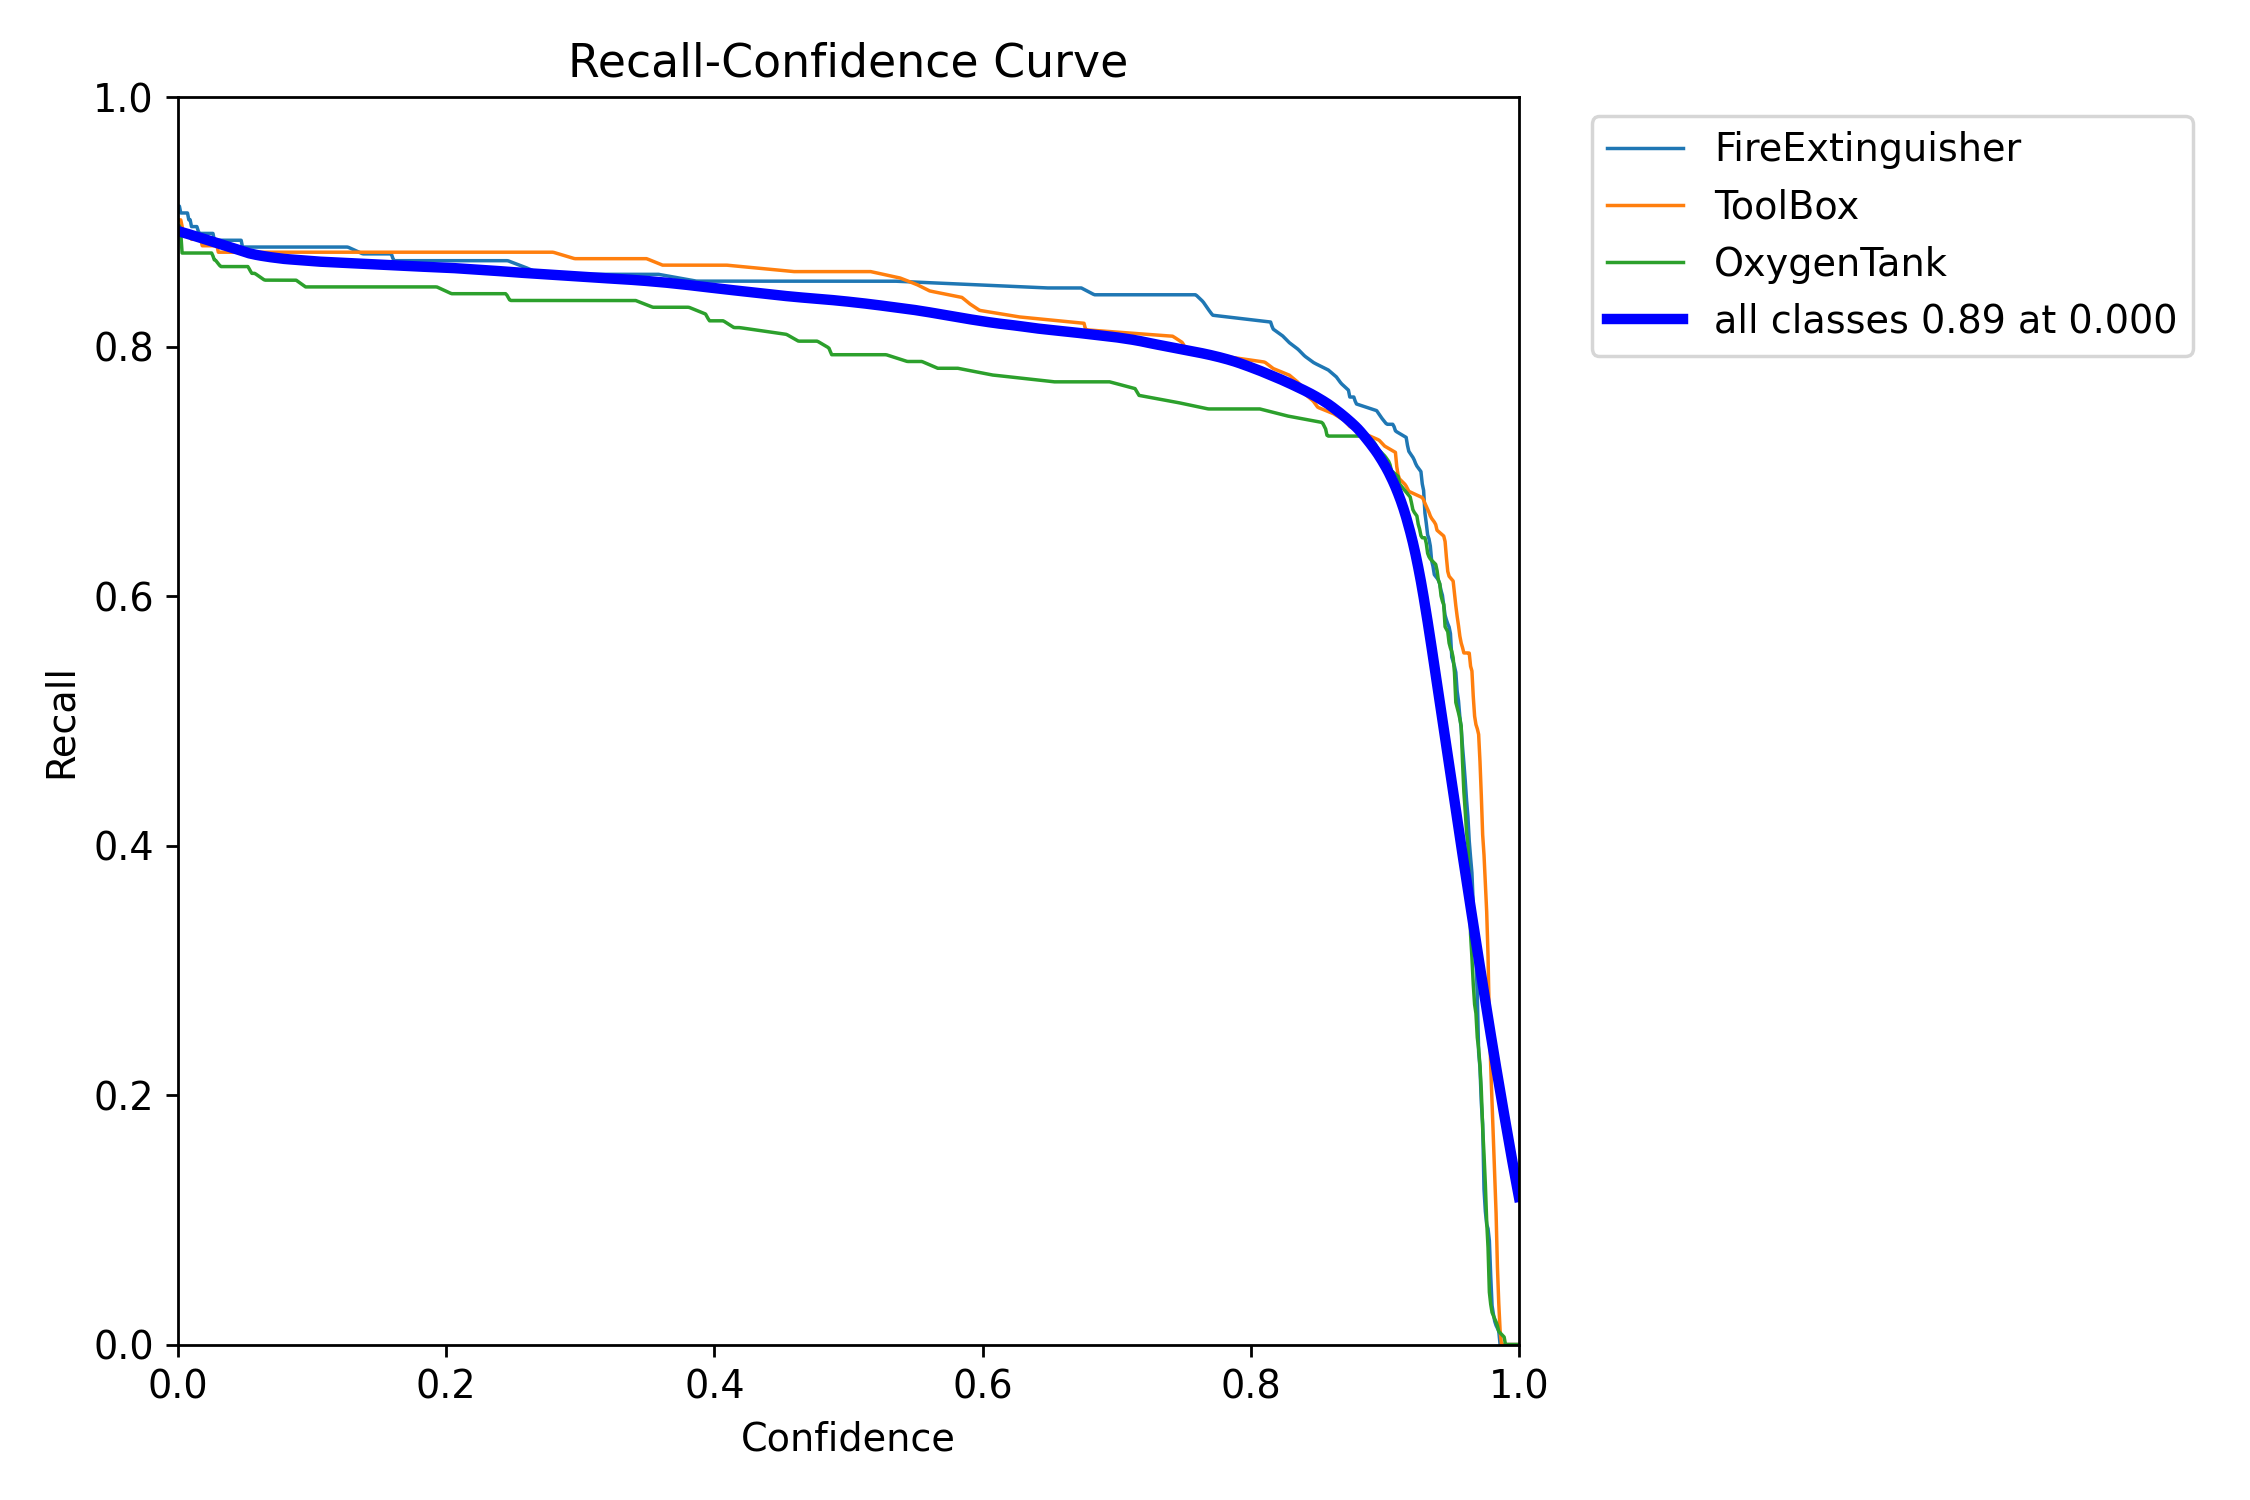 Recall-Confidence Curve
1.0
0.8
0.6
0.4
0.2
0.0
Recall
0.0 0.2 0.4 0.6 0.8 1.0
Confidence
FireExtinguisher
ToolBox
OxygenTank
all classes 0.89 at 0.000